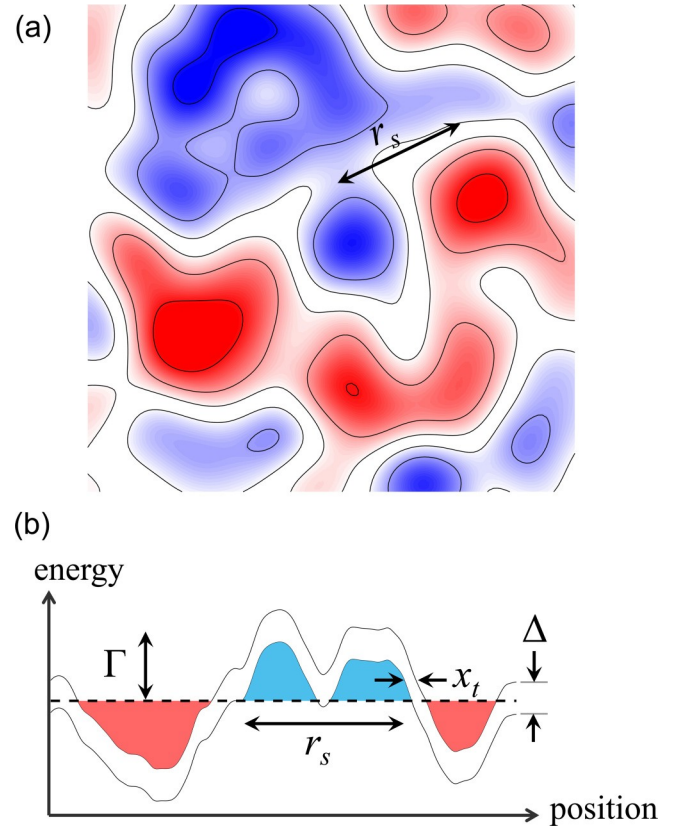 (a)
r_s
(b)
energy
Γ
Δ
x_t
r_s
position